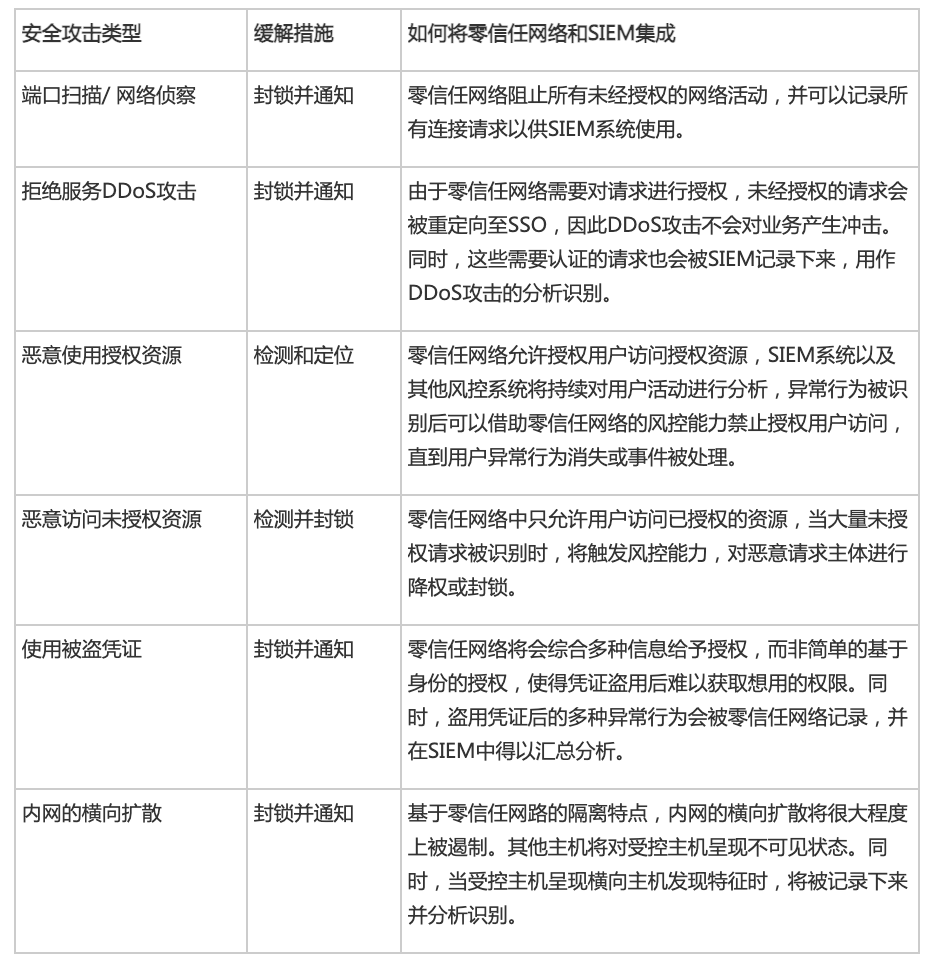 安全攻击类型
缓解措施
如何将零信任网络和SIEM集成
端口扫描/ 网络侦察
封锁并通知
零信任网络阻止所有未经授权的网络活动，并可以记录所
有连接请求以供SIEM系统使用。
拒绝服务DDoS攻击
封锁并通知
由于零信任网络需要对请求进行授权，未经授权的请求会
被重定向至SSO，因此DDoS攻击不会对业务产生冲击。
同时，这些需要认证的请求也会被SIEM记录下来，用作
DDoS攻击的分析识别。
恶意使用授权资源
检测和定位
零信任网络允许授权用户访问授权资源，SIEM系统以及
其他风控系统将持续对用户活动进行分析，异常行为被识
别后可以借助零信任网络的风控能力禁止授权用户访问，
直到用户异常行为消失或事件被处理。
恶意访问未授权资源
检测并封锁
零信任网络中只允许用户访问已授权的资源，当大量未授
权请求被识别时，将触发风控能力，对恶意请求主体进行
降权或封锁。
使用被盗凭证
封锁并通知
零信任网络将会综合多种信息给予授权，而非简单的基于
身份的授权，使得凭证盗用后难以获取想用的权限。同
时，盗用凭证后的多种异常行为会被零信任网络记录，并
在SIEM中得以汇总分析。
内网的横向扩散
封锁并通知
基于零信任网路的隔离特点，内网的横向扩散将很大程度
上被遏制。其他主机将对受控主机呈现不可见状态。同
时，当受控主机呈现横向主机发现特征时，将被记录下来
并分析识别。